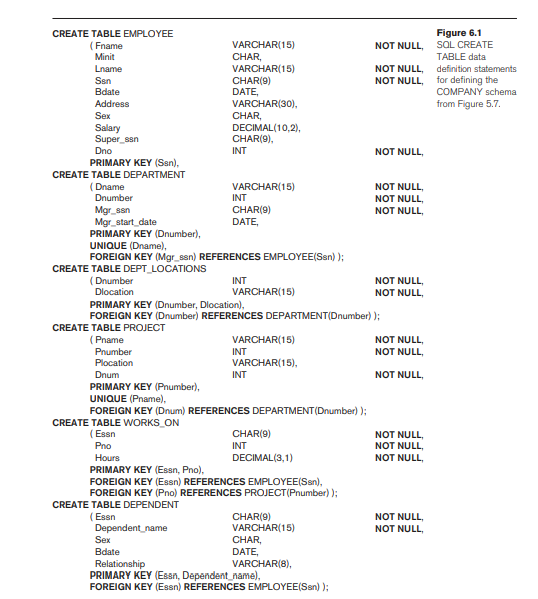 CREATE TABLE EMPLOYEE
( Fname VARCHAR(15) NOT NULL,
Minit CHAR,
Lname VARCHAR(15) NOT NULL,
Ssn CHAR(9) NOT NULL,
Bdate DATE,
Address VARCHAR(30),
Sex CHAR,
Salary DECIMAL(10,2),
Super_ssn CHAR(9),
Dno INT NOT NULL,
PRIMARY KEY (Ssn),
CREATE TABLE DEPARTMENT
( Dname VARCHAR(15) NOT NULL,
Dnumber INT NOT NULL,
Mgr_ssn CHAR(9) NOT NULL,
Mgr_start_date DATE,
PRIMARY KEY (Dnumber),
UNIQUE (Dname),
FOREIGN KEY (Mgr_ssn) REFERENCES EMPLOYEE(Ssn) );
CREATE TABLE DEPT_LOCATIONS
( Dnumber INT NOT NULL,
Dlocation VARCHAR(15) NOT NULL,
PRIMARY KEY (Dnumber, Dlocation),
FOREIGN KEY (Dnumber) REFERENCES DEPARTMENT(Dnumber) );
CREATE TABLE PROJECT
( Pname VARCHAR(15) NOT NULL,
Pnumber INT NOT NULL,
Plocation VARCHAR(15),
Dnum INT NOT NULL,
PRIMARY KEY (Pnumber),
UNIQUE (Pname),
FOREIGN KEY (Dnum) REFERENCES DEPARTMENT(Dnumber) );
CREATE TABLE WORKS_ON
( Essn CHAR(9) NOT NULL,
Pno INT NOT NULL,
Hours DECIMAL(3,1) NOT NULL,
PRIMARY KEY (Essn, Pno),
FOREIGN KEY (Essn) REFERENCES EMPLOYEE(Ssn),
FOREIGN KEY (Pno) REFERENCES PROJECT(Pnumber) );
CREATE TABLE DEPENDENT
( Essn CHAR(9) NOT NULL,
Dependent_name VARCHAR(15) NOT NULL,
Sex CHAR,
Bdate DATE,
Relationship VARCHAR(8),
PRIMARY KEY (Essn, Dependent_name),
FOREIGN KEY (Essn) REFERENCES EMPLOYEE(Ssn) );
Figure 6.1
SQL CREATE
TABLE data
definition statements
for defining the
COMPANY schema
from Figure 5.7.